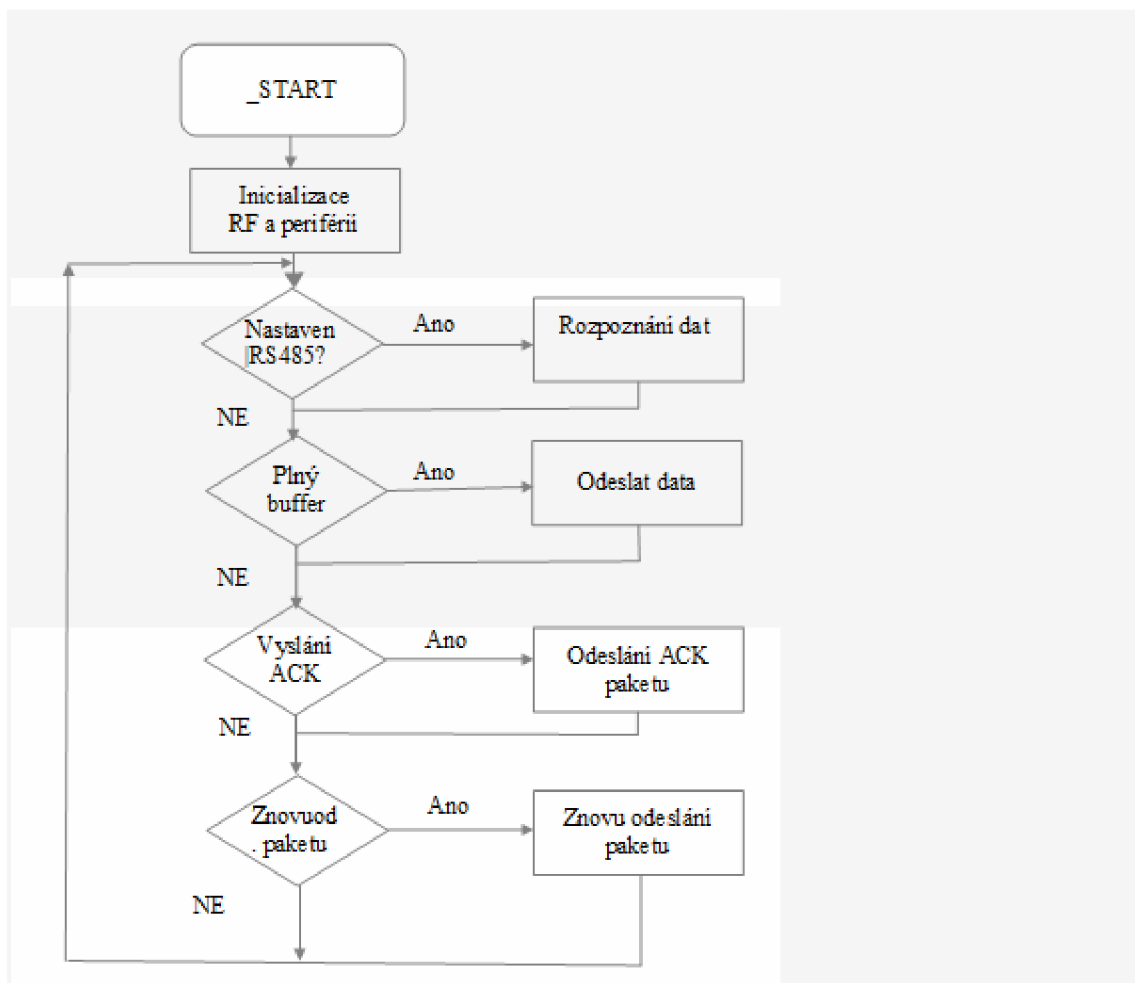 _START
Inicializace
RF a periférií
Nastaven
|RS485?
Ano
Rozpoznání dat
NE
Plný
buffer
Ano
Odeslat data
NE
Vyslání
ACK
Ano
Odeslání ACK
paketu
NE
Znovuod
. paketu
Ano
Znovu odeslání
paketu
NE